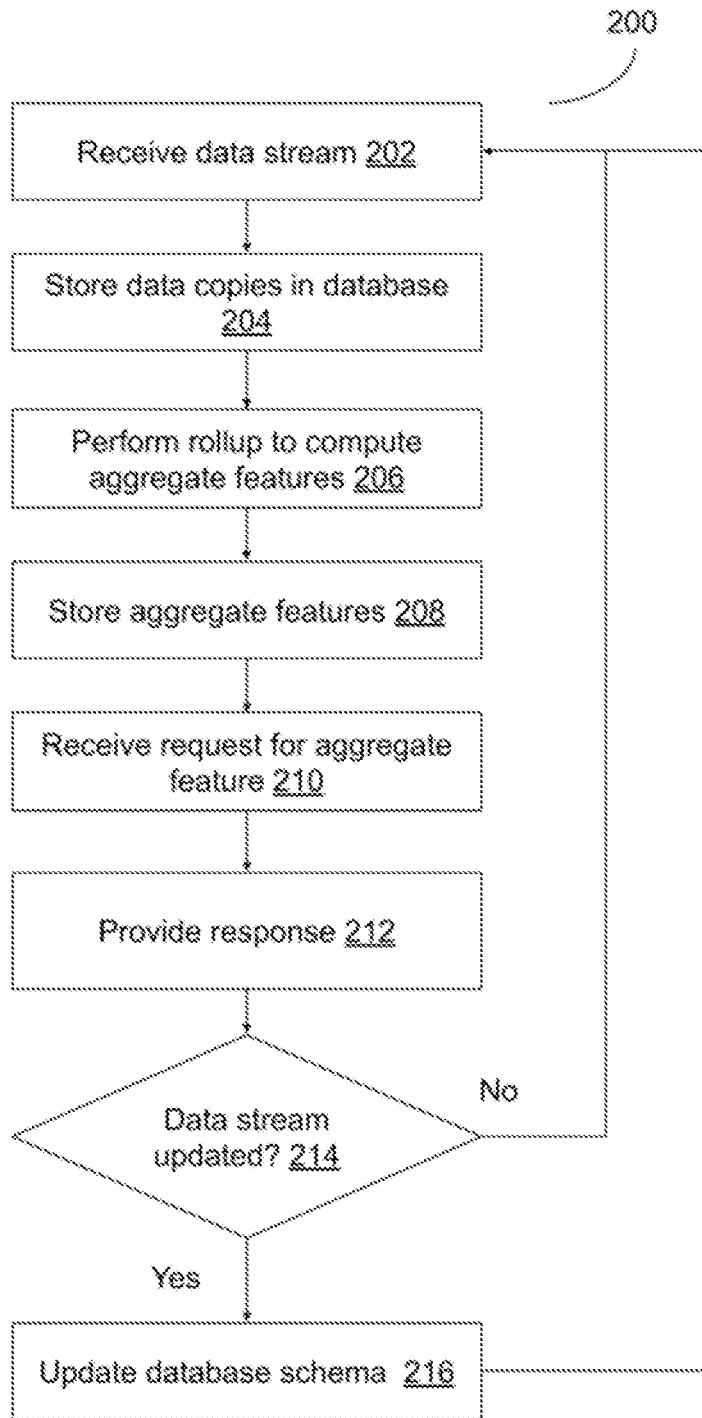 200
Receive data stream 202
Store data copies in database
204
Perform rollup to compute
aggregate features 206
Store aggregate features 208
Receive request for aggregate
feature 210
Provide response 212
Data stream
updated? 214
No
Yes
Update database schema 216